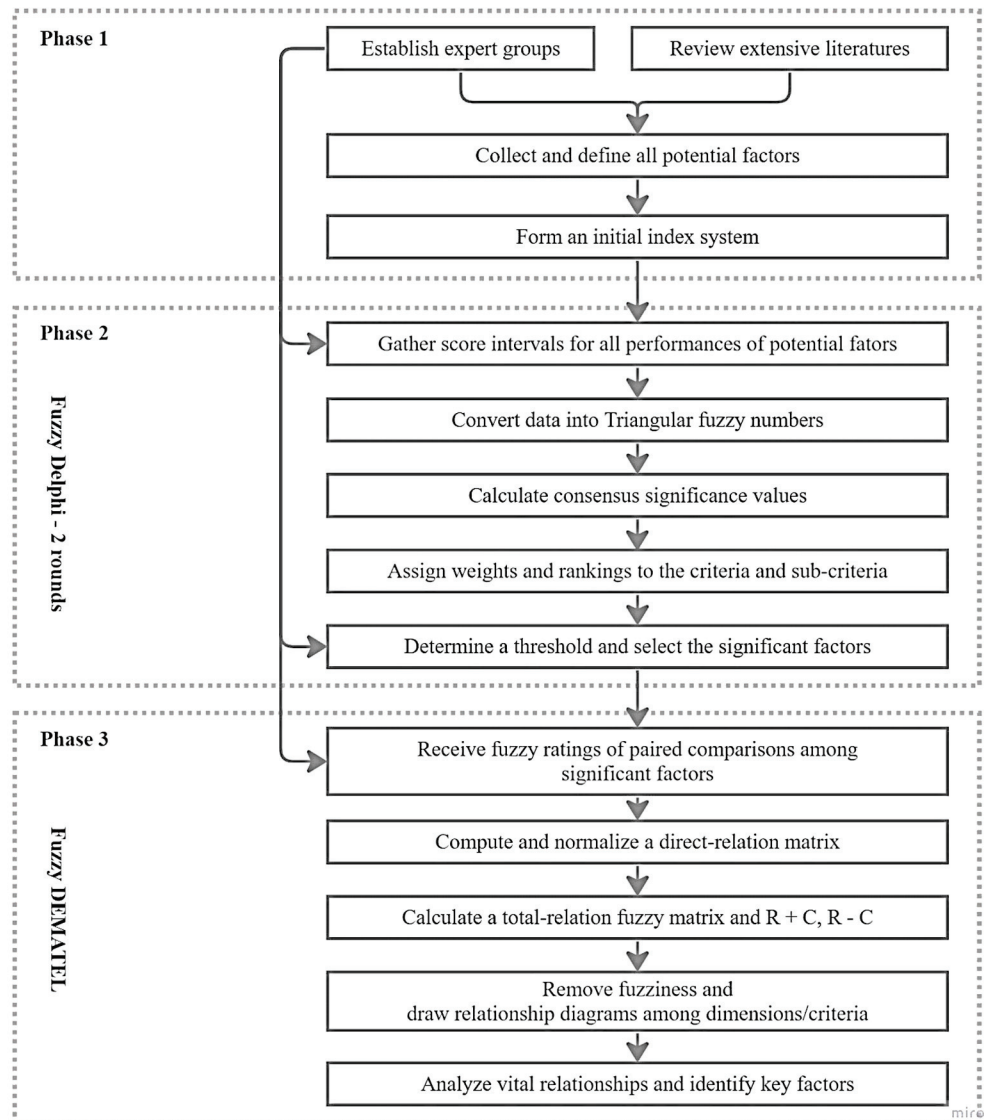 Phase 1
Establish expert groups
Review extensive literatures
Collect and define all potential factors
Form an initial index system
Phase 2
Fuzzy Delphi - 2 rounds
Gather score intervals for all performances of potential fators
Convert data into Triangular fuzzy numbers
Calculate consensus significance values
Assign weights and rankings to the criteria and sub-criteria
Determine a threshold and select the significant factors
Phase 3
Fuzzy DEMATEL
Receive fuzzy ratings of paired comparisons among
significant factors
Compute and normalize a direct-relation matrix
Calculate a total-relation fuzzy matrix and R + C, R - C
Remove fuzziness and
draw relationship diagrams among dimensions/criteria
Analyze vital relationships and identify key factors
miro